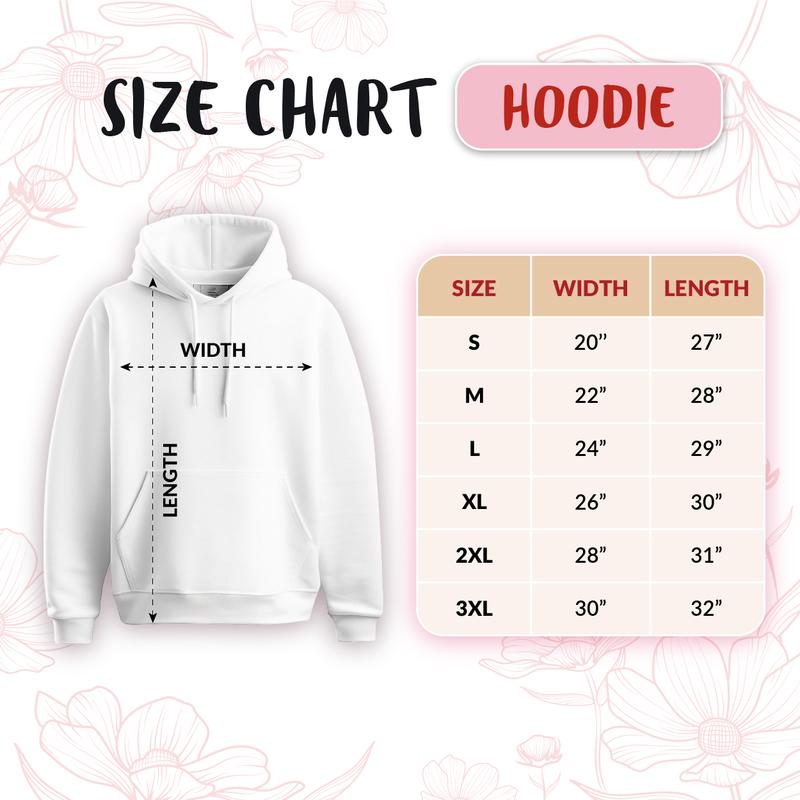 SIZE CHART HOODIE
WIDTH
LENGTH
SIZE WIDTH LENGTH
S 20’’ 27”
M 22” 28”
L 24” 29”
XL 26” 30”
2XL 28” 31”
3XL 30” 32”